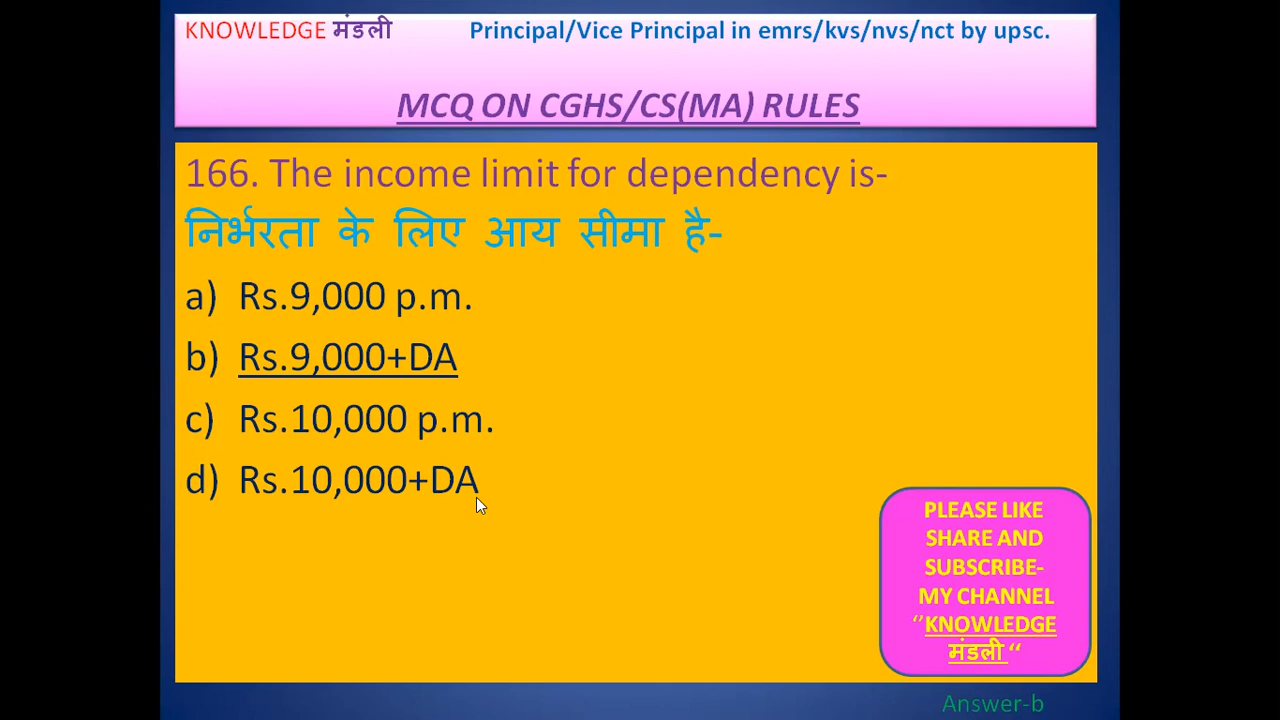 KNOWLEDGE मंडली Principal/Vice Principal in emrs/kvs/nvs/nct by upsc.
MCQ ON CGHS/CS(MA) RULES
166. The income limit for dependency is-
निर्भरता के लिए आय सीमा है-
a) Rs.9,000 p.m.
b) Rs.9,000+DA
c) Rs.10,000 p.m.
d) Rs.10,000+DA
PLEASE LIKE
SHARE AND
SUBSCRIBE-
MY CHANNEL
‘’KNOWLEDGE
मंडली ‘‘
Answer-b